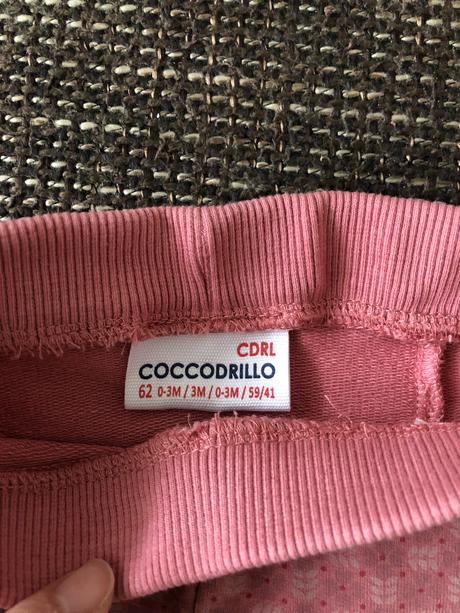 CDRL
COCCODRILLO
62 0-3M / 3M / 0-3M / 59/41